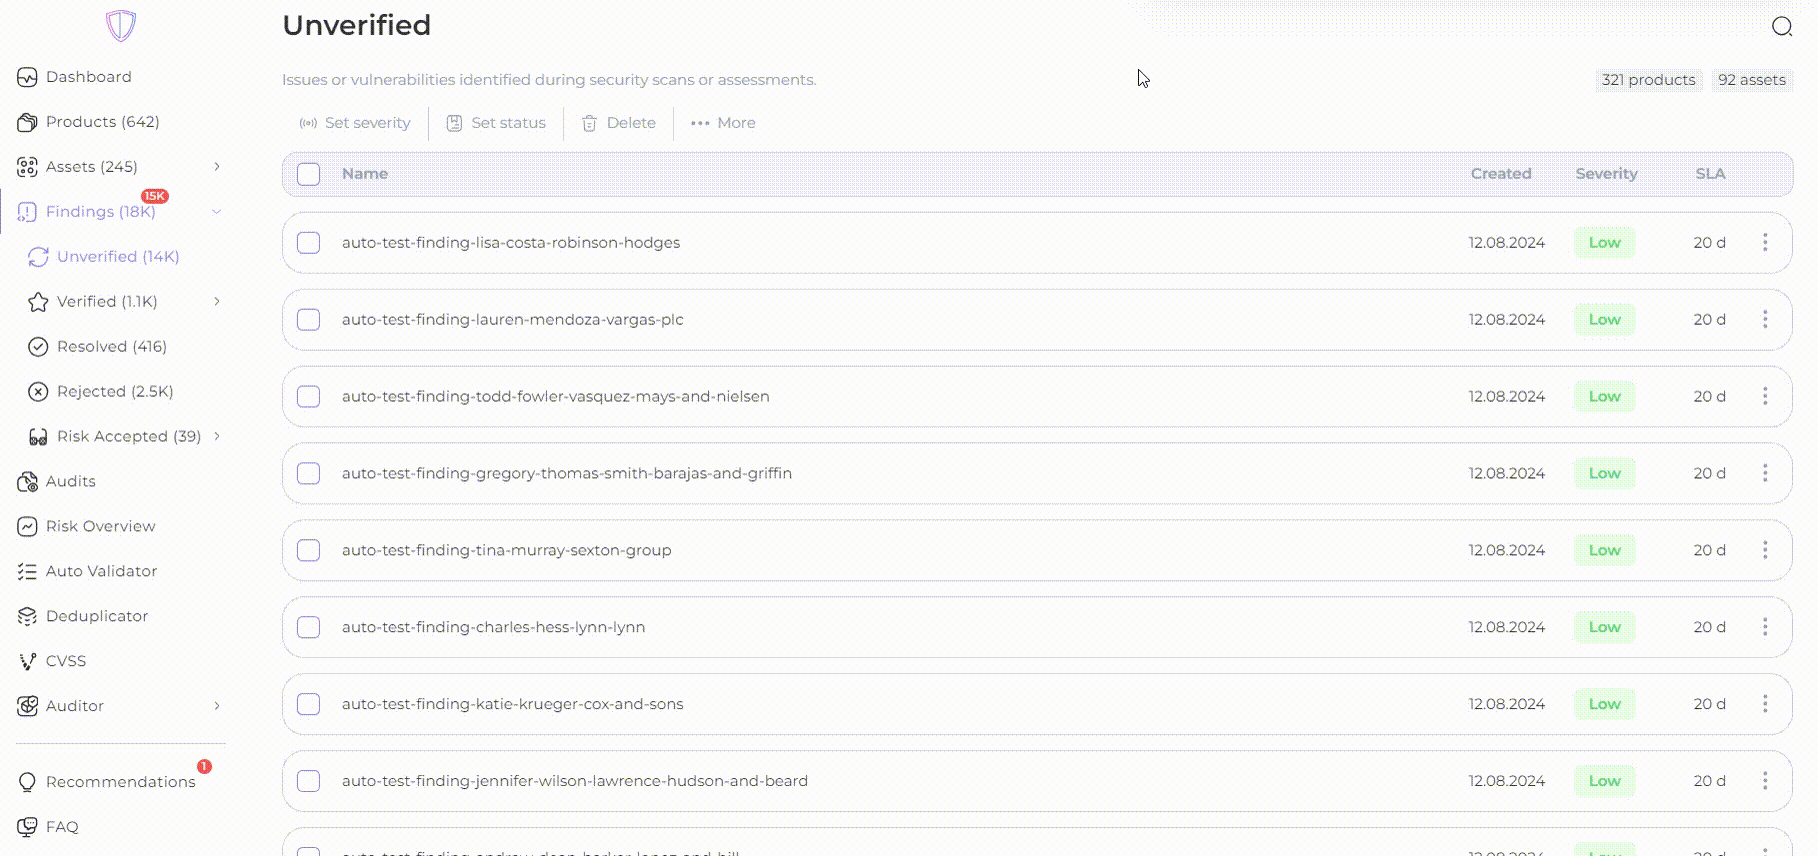 Unverified
Issues or vulnerabilities identified during security scans or assessments.
321 products 92 assets
Set severity Set status Delete More
Name Created Severity SLA
auto-test-finding-lisa-costa-robinson-hodges 12.08.2024 Low 20 d
auto-test-finding-lauren-mendoza-vargas-plc 12.08.2024 Low 20 d
auto-test-finding-todd-fowler-vasquez-mays-and-nielsen 12.08.2024 Low 20 d
auto-test-finding-gregory-thomas-smith-barajas-and-griffin 12.08.2024 Low 20 d
auto-test-finding-tina-murray-sexton-group 12.08.2024 Low 20 d
auto-test-finding-charles-hess-lynn-lynn 12.08.2024 Low 20 d
auto-test-finding-katie-krueger-cox-and-sons 12.08.2024 Low 20 d
auto-test-finding-jennifer-wilson-lawrence-hudson-and-beard 12.08.2024 Low 20 d
Dashboard
Products (642)
Assets (245)
15K
Findings (18K)
Unverified (14K)
Verified (1.1K)
Resolved (416)
Rejected (2.5K)
Risk Accepted (39)
Audits
Risk Overview
Auto Validator
Deduplicator
CVSS
Auditor
1
Recommendations
FAQ